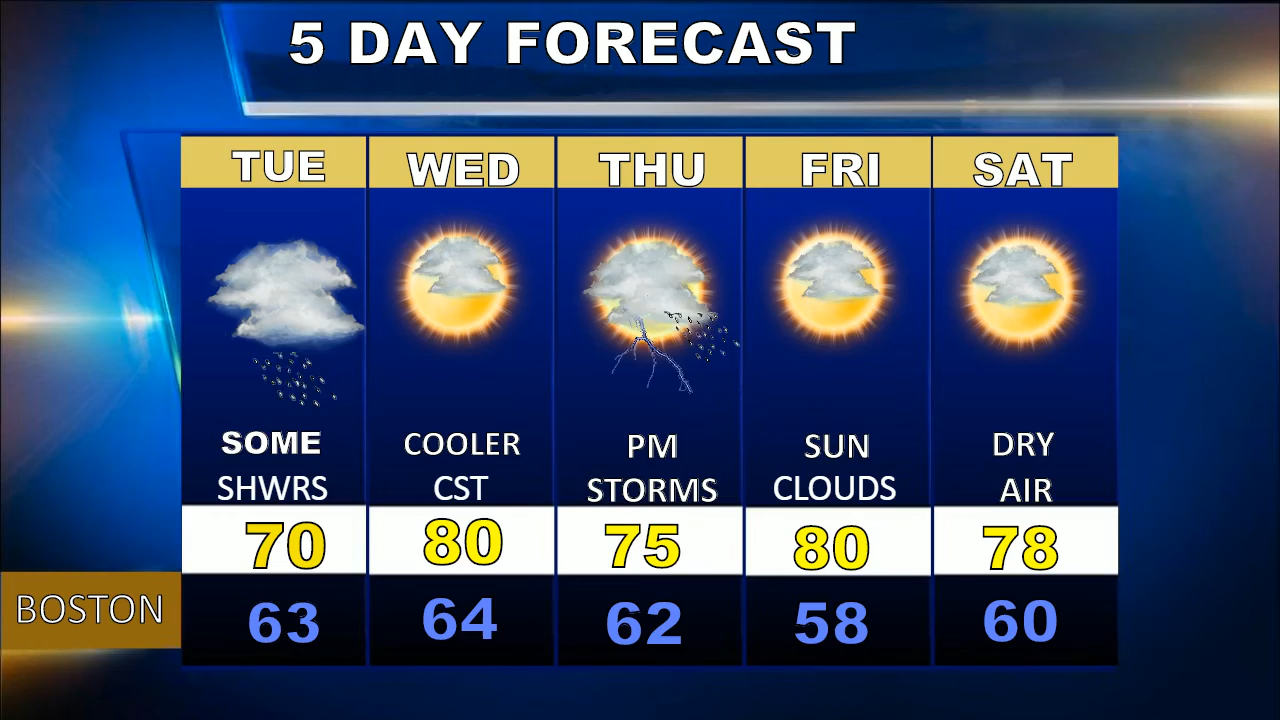 5 DAY FORECAST
TUE WED THU FRI SAT
SOME COOLER PM SUN DRY
SHWRS CST STORMS CLOUDS AIR
70 80 75 80 78
BOSTON 63 64 62 58 60